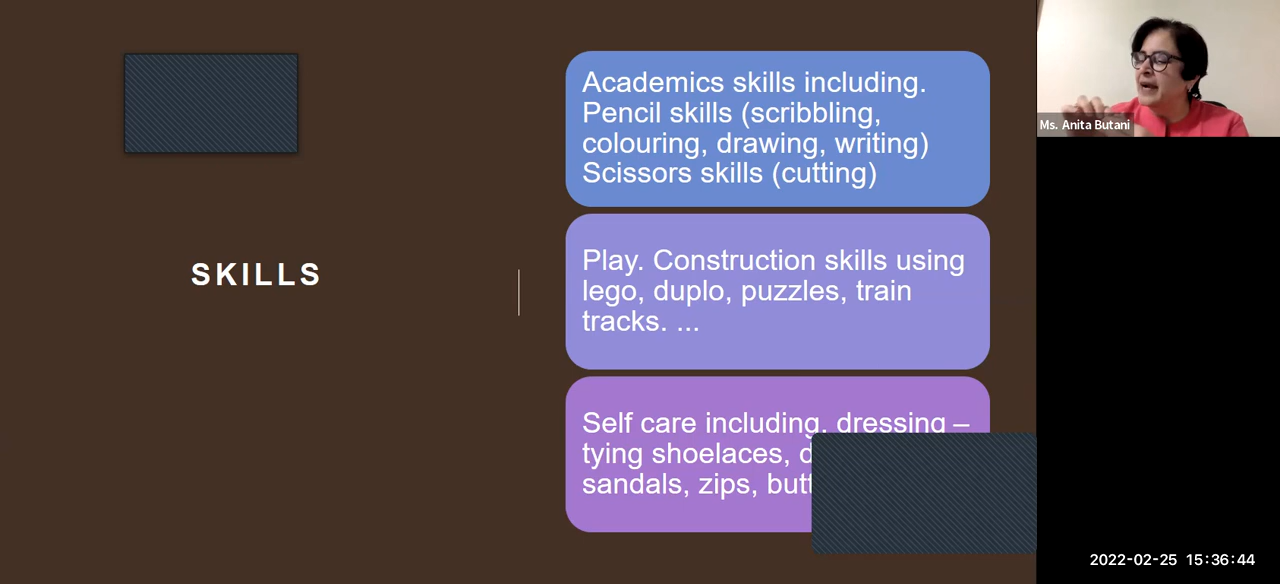 SKILLS
Academics skills including.
Pencil skills (scribbling,
colouring, drawing, writing)
Scissors skills (cutting)
Play. Construction skills using
lego, duplo, puzzles, train
tracks. ...
Self care including. dressing –
tying shoelaces,
sandals, zips,
Ms. Anita Butani
2022-02-25 15:36:44